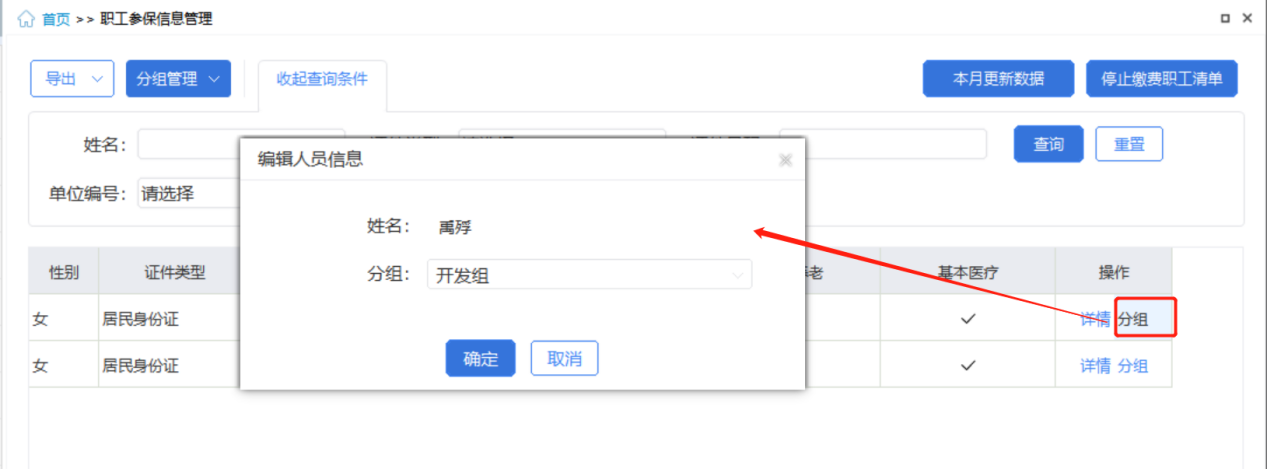 首页 >> 职工参保信息管理
导出 分组管理 收起查询条件 本月更新数据 停止缴费职工清单
姓名： 查询 重置
单位编号： 请选择
编辑人员信息
姓名：
分组： 开发组
确定 取消
性别 证件类型 老 基本医疗 操作
女 居民身份证 ✓ 详情 分组
女 居民身份证 ✓ 详情 分组